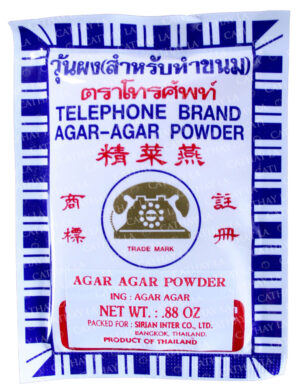 วุ้นผง(สำหรับทำขนม)
ตราโทรศัพท์
TELEPHONE BRAND
AGAR-AGAR POWDER
精菜燕
商標
註冊
TRADE MARK
AGAR AGAR POWDER
ING : AGAR AGAR
NET WT. : .88 OZ
PACKED FOR : SIRIAN INTER CO., LTD.
BANGKOK, THAILAND.
PRODUCT OF THAILAND